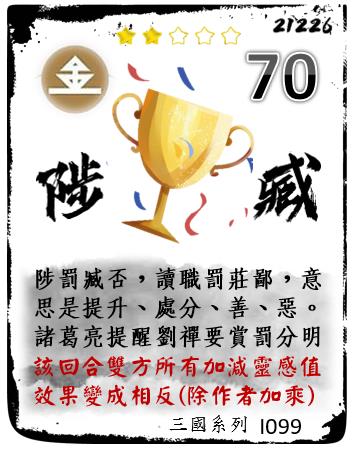 21226
金
70
陟
臧
陟罰臧否，讀職罰莊鄙，意
思是提升、處分、善、惡。
諸葛亮提醒劉禪要賞罰分明
該回合雙方所有加減靈感值
效果變成相反(除作者加乘)
三國系列 I099